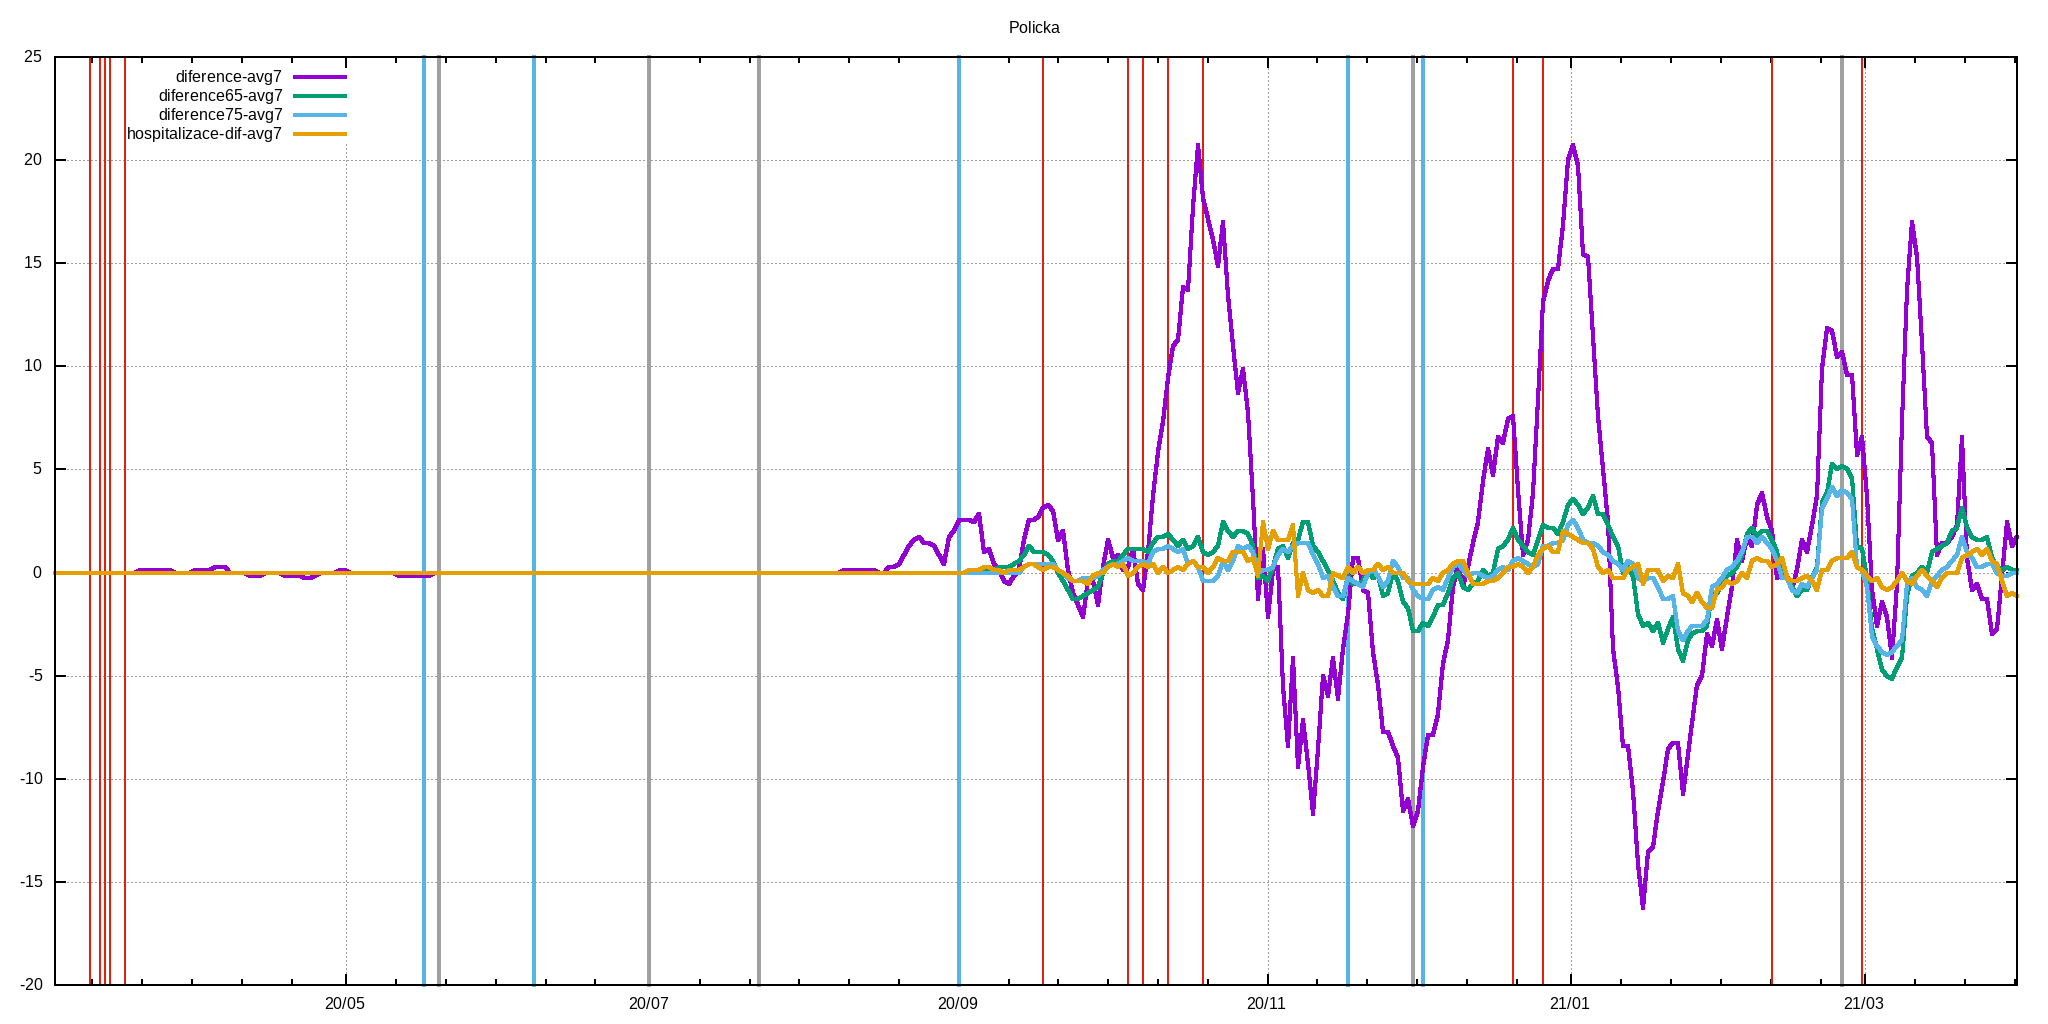 Policka
25
20
15
10
5
0
-5
-10
-15
-20
diference-avg7
diference65-avg7
diference75-avg7
hospitalizace-dif-avg7
20/05 20/07 20/09 20/11 21/01 21/03